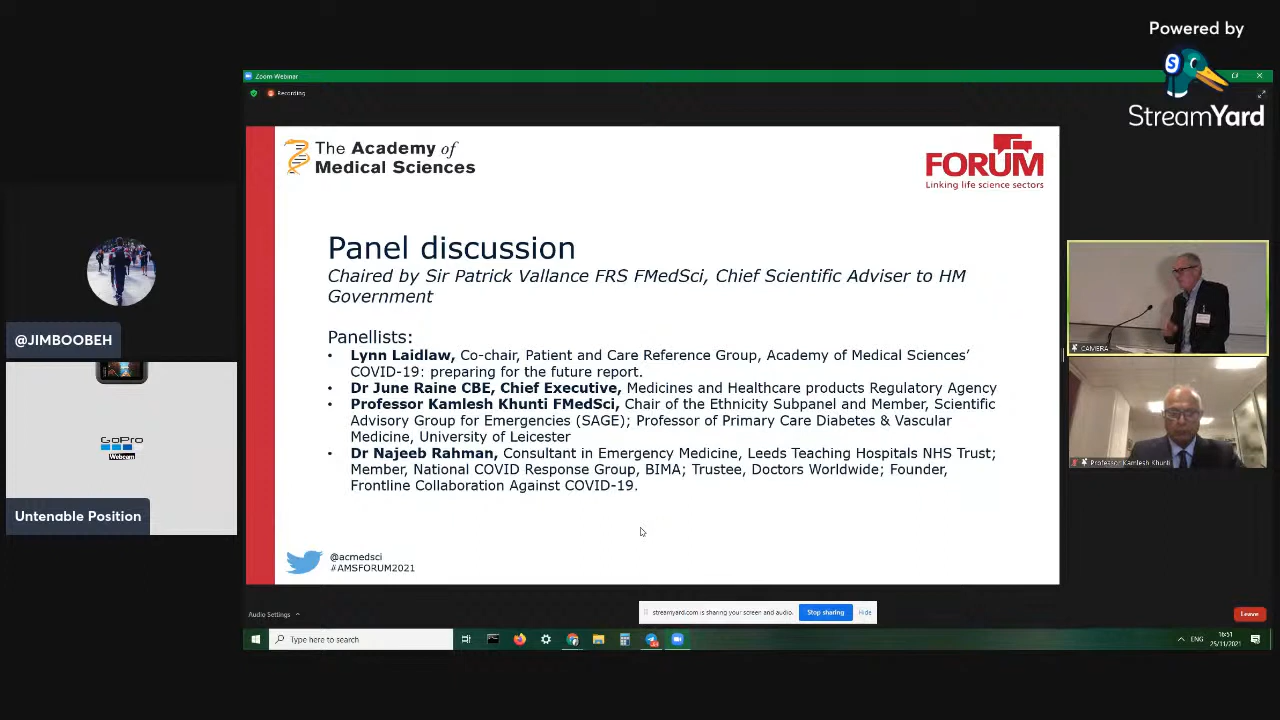 Powered by
StreamYard
Zoom Webinar
Recording
The Academy of
Medical Sciences
FORUM
Linking life science sectors
Panel discussion
Chaired by Sir Patrick Vallance FRS FMedSci, Chief Scientific Adviser to HM
Government
Panellists:
• Lynn Laidlaw, Co-chair, Patient and Care Reference Group, Academy of Medical Sciences’
COVID-19: preparing for the future report.
• Dr June Raine CBE, Chief Executive, Medicines and Healthcare products Regulatory Agency
• Professor Kamlesh Khunti FMedSci, Chair of the Ethnicity Subpanel and Member, Scientific
Advisory Group for Emergencies (SAGE); Professor of Primary Care Diabetes & Vascular
Medicine, University of Leicester
• Dr Najeeb Rahman, Consultant in Emergency Medicine, Leeds Teaching Hospitals NHS Trust;
Member, National COVID Response Group, BIMA; Trustee, Doctors Worldwide; Founder,
Frontline Collaboration Against COVID-19.
@acmedsci
#AMSFORUM2021
@JIMBOOBEH
GoPro
Webcam
Untenable Position
CAMERA
Professor Kamlesh Khunti
Audio Settings
streamyard.com is sharing your screen and audio.
Stop sharing
Hide
Leave
Type here to search
ENG
16:51
25/11/2021